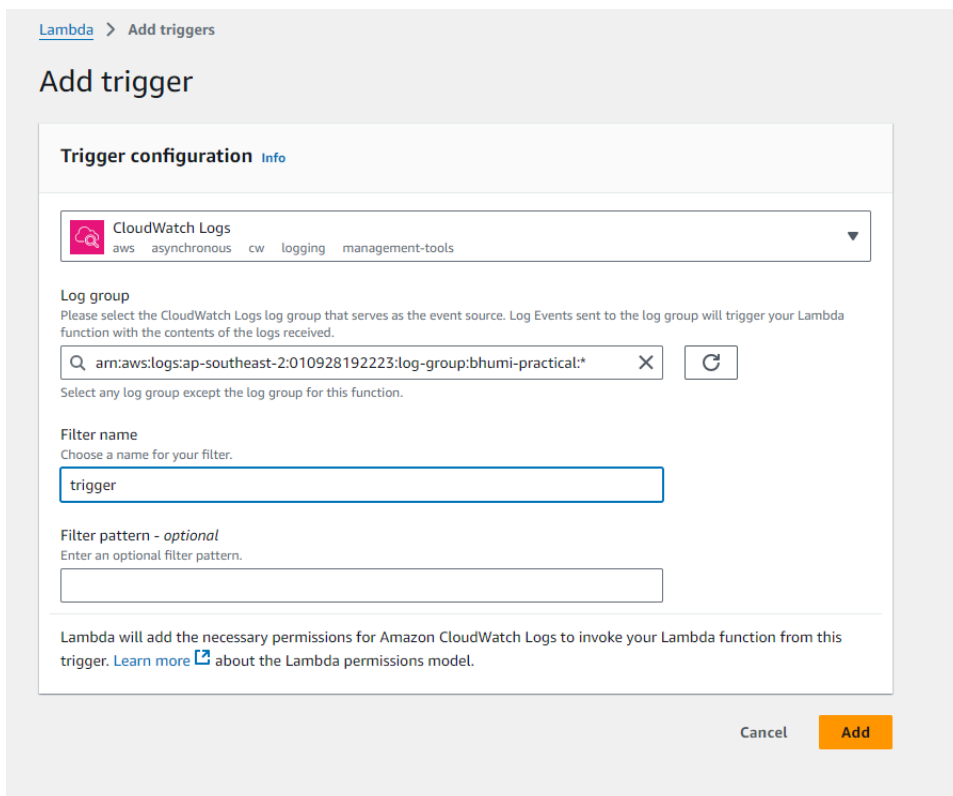 Lambda > Add triggers
Add trigger
Trigger configuration Info
CloudWatch Logs
aws asynchronous cw logging management-tools
Log group
Please select the CloudWatch Logs log group that serves as the event source. Log Events sent to the log group will trigger your Lambda
function with the contents of the logs received.
arn:aws:logs:ap-southeast-2:010928192223:log-group:bhumi-practical:*
Select any log group except the log group for this function.
Filter name
Choose a name for your filter.
trigger
Filter pattern - optional
Enter an optional filter pattern.
Lambda will add the necessary permissions for Amazon CloudWatch Logs to invoke your Lambda function from this
trigger. Learn more about the Lambda permissions model.
Cancel Add